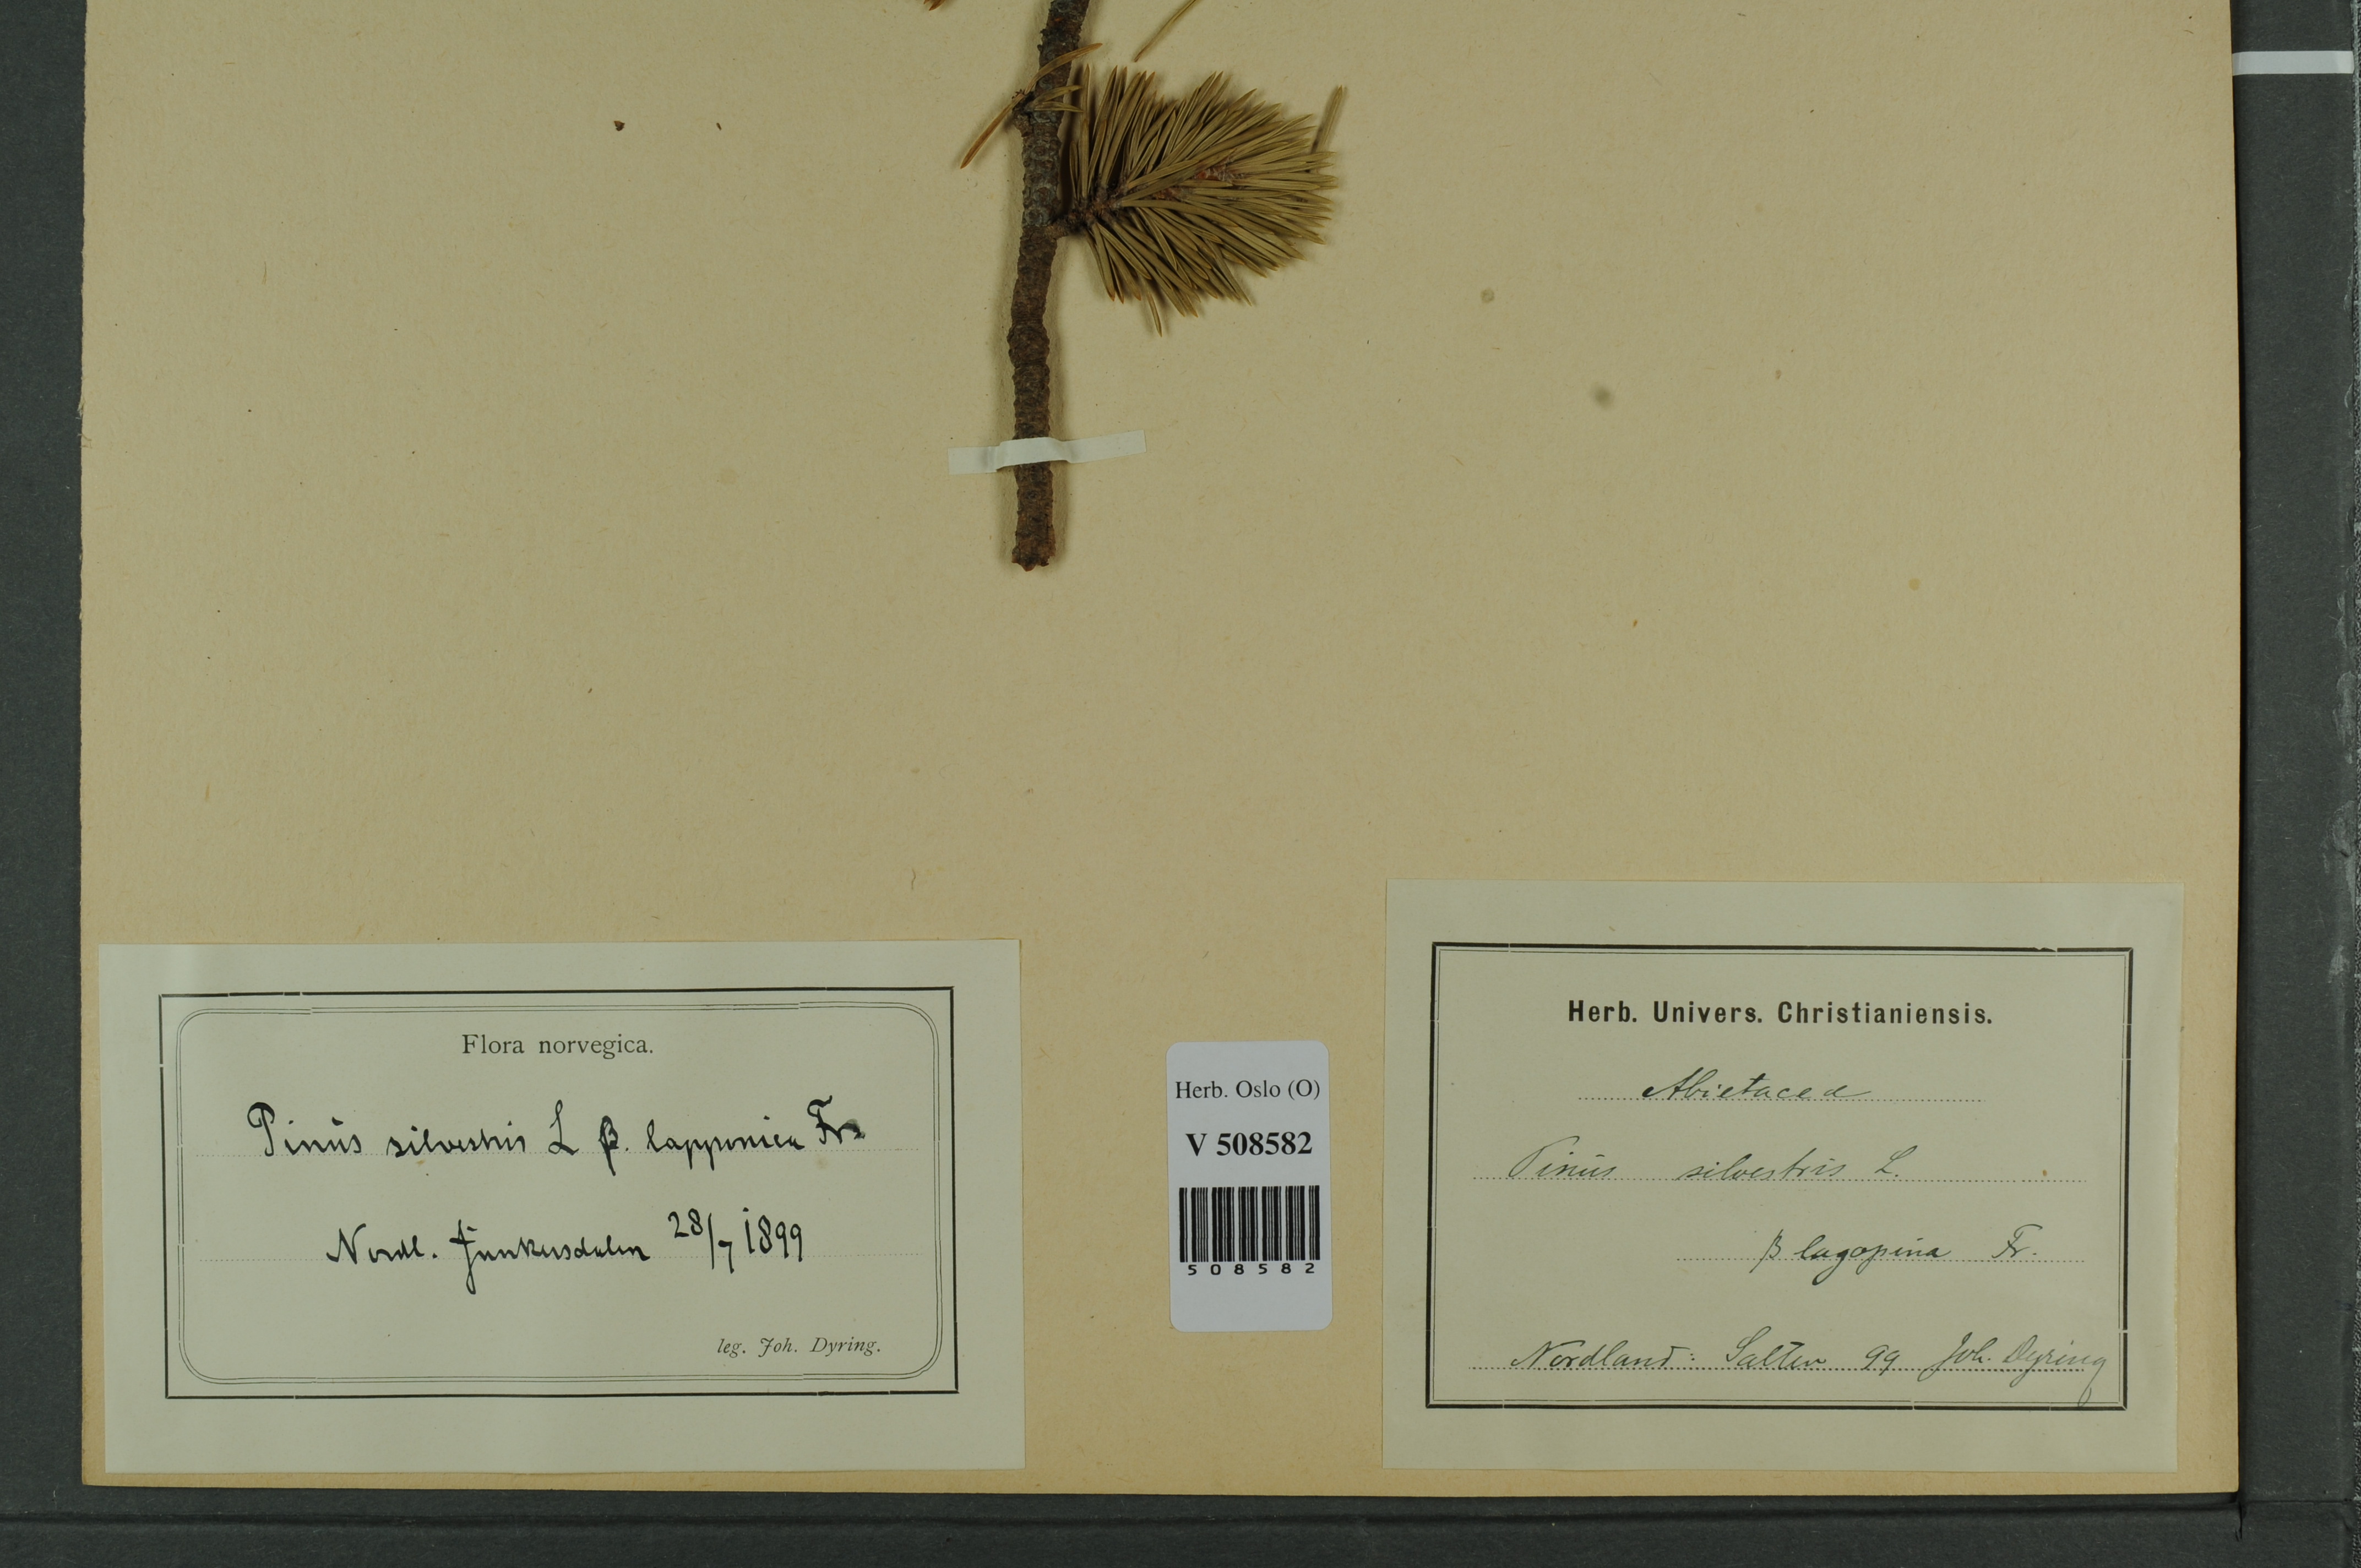 Flora norvegica.
Pinus silvestris L β. lapponica Fr.
Nordl. Junkersdalen 28/7 1899
leg. Joh. Dyring.
Herb. Oslo (O)
V 508582
508582
Herb. Univers. Christianiensis.
Abietaceæ
Pinus silvestris L.
β lagopina Fr.
Nordland: Salten 99 Joh. Dyring